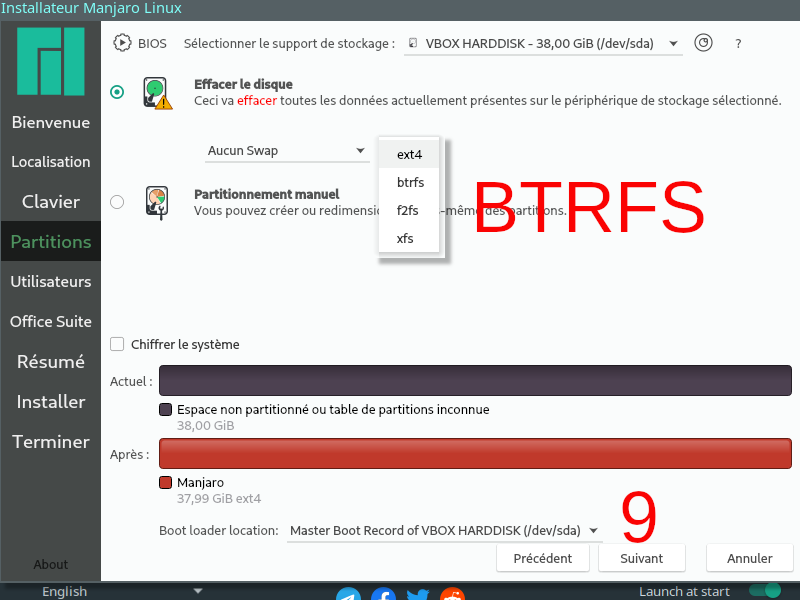 Installateur Manjaro Linux
BIOS Sélectionner le support de stockage : VBOX HARDDISK - 38,00 GiB (/dev/sda) ?
Effacer le disque
Ceci va effacer toutes les données actuellement présentes sur le périphérique de stockage sélectionné.
Bienvenue
Localisation
Clavier
Partitions
Utilisateurs
Office Suite
Résumé
Installer
Terminer
About
Aucun Swap
ext4
btrfs
f2fs
xfs
BTRFS
Partitionnement manuel
Vous pouvez créer ou redimensi s-même des partitions.
Chiffrer le système
Actuel :
Espace non partitionné ou table de partitions inconnue
38,00 GiB
Après :
Manjaro
37,99 GiB ext4
Boot loader location: Master Boot Record of VBOX HARDDISK (/dev/sda)
9
Précédent Suivant Annuler
English Launch at start